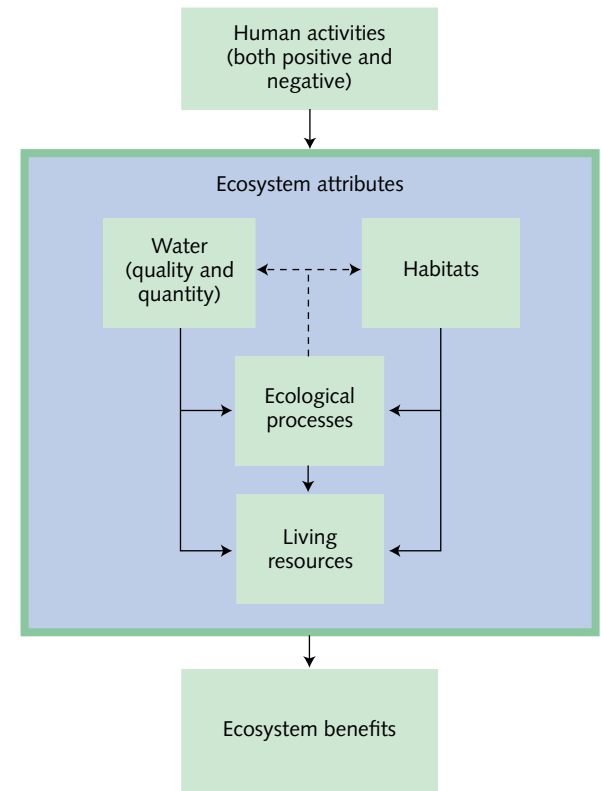 Human activities
(both positive and
negative)
Ecosystem attributes
Water
(quality and
quantity)
Habitats
Ecological
processes
Living
resources
Ecosystem benefits